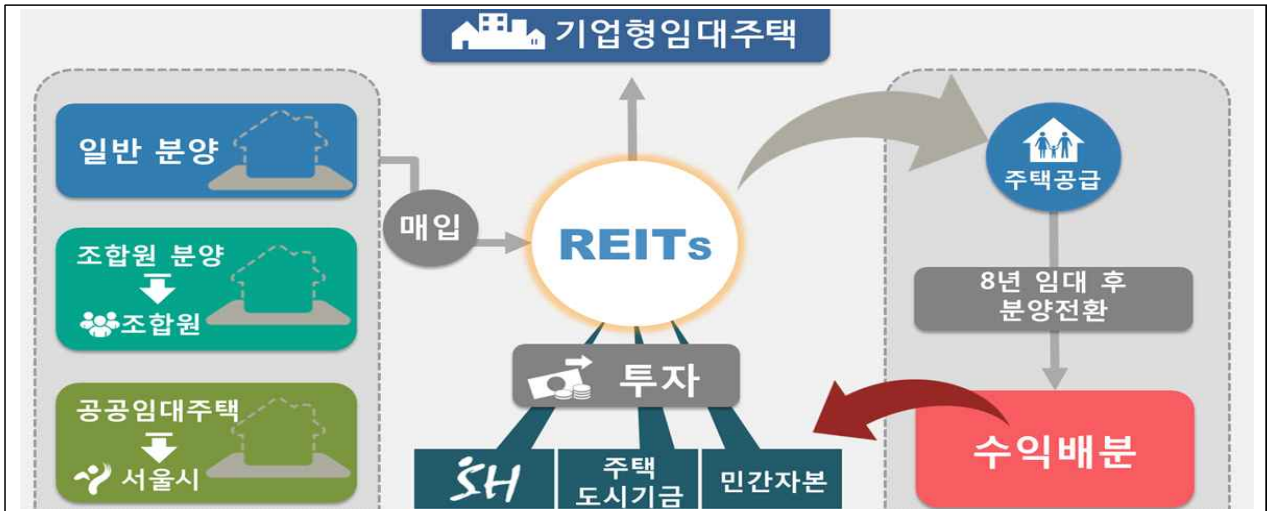 기업형임대주택
일반 분양
조합원 분양
조합원
공공임대주택
서울시
매입
REITs
투자
SH
주택
도시기금
민간자본
주택공급
8년 임대 후
분양전환
수익배분